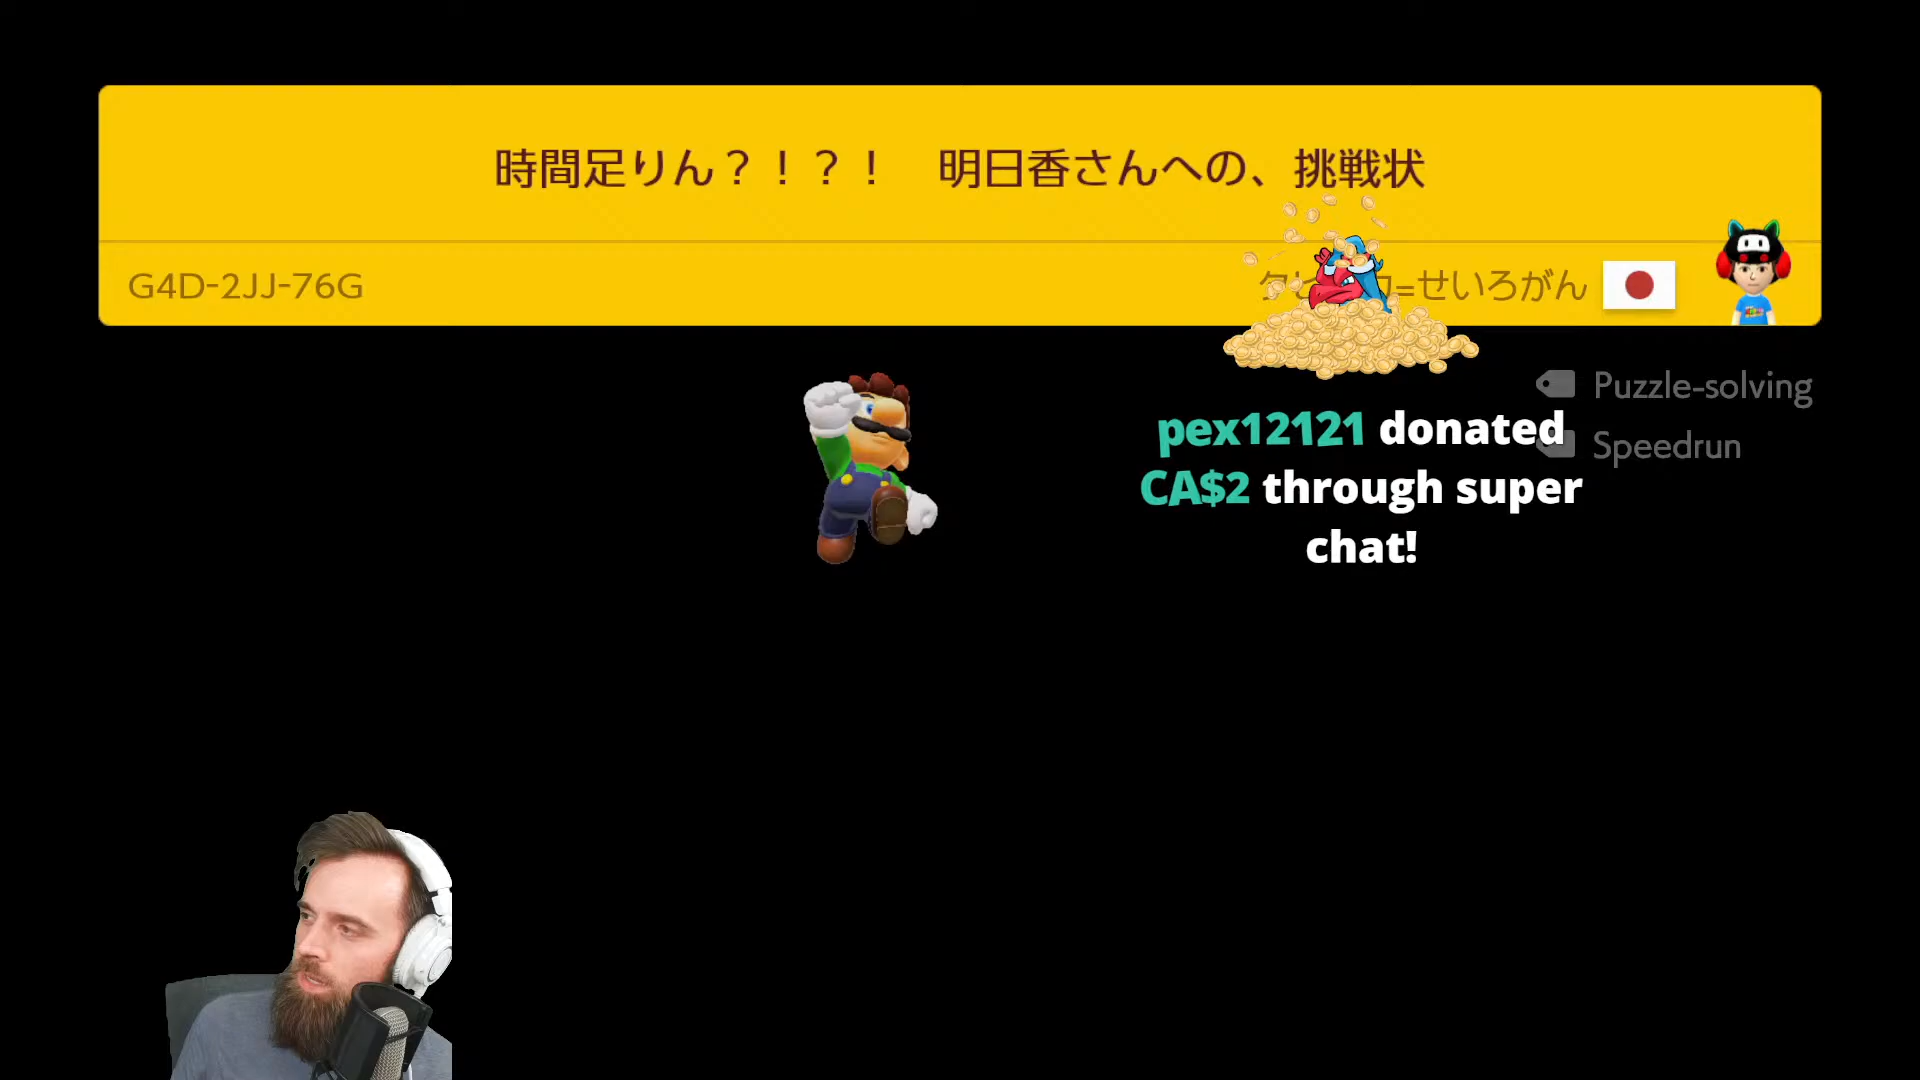 時間足りん？！？！　明日香さんへの、挑戦状
G4D-2JJ-76G
=せいろがん
Puzzle-solving
Speedrun
pex12121 donated
CA$2 through super
chat!